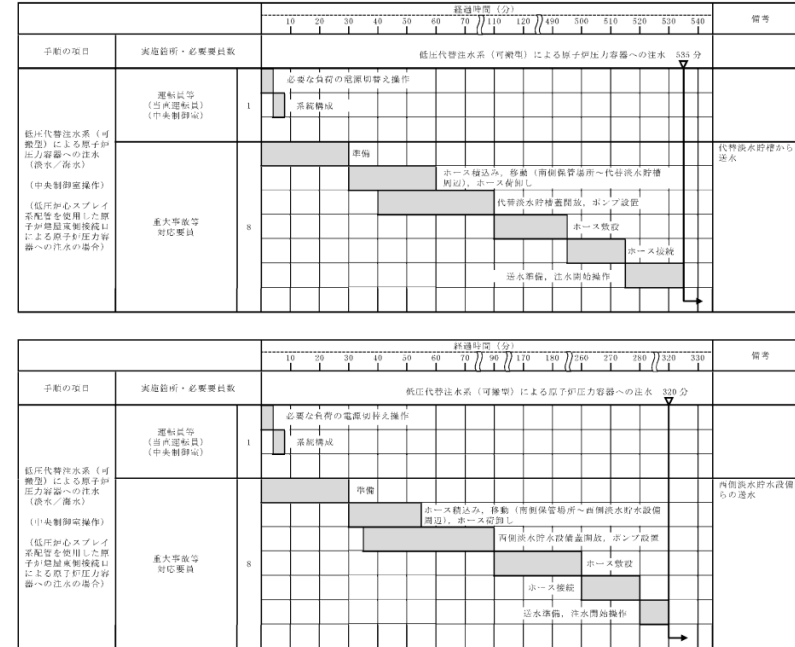 経過時間（分）
10 20 30 40 50 60 70 110 120 490 500 510 520 530 540
備考
手順の項目
実施箇所・必要要員数
低圧代替注水系（可搬型）による原子炉圧力容器への注水 535 分
低圧代替注水系（可
搬型）による原子炉
圧力容器への注水
（淡水／海水）
（中央制御室操作）
（低圧炉心スプレイ
系配管を使用した原
子炉建屋東側接続口
による原子炉圧力容
器への注水の場合）
運転員等
（当直運転員）
（中央制御室）
1
必要な負荷の電源切替え操作
系統構成
重大事故等
対応要員
8
準備
ホース積込み，移動（南側保管場所～代替淡水貯槽
周辺），ホース荷卸し
代替淡水貯槽蓋開放，ポンプ設置
ホース敷設
ホース接続
送水準備，注水開始操作
代替淡水貯槽から
送水
経過時間（分）
10 20 30 40 50 60 70 90 120 180 260 270 280 320 330
備考
手順の項目
実施箇所・必要要員数
低圧代替注水系（可搬型）による原子炉圧力容器への注水 320 分
低圧代替注水系（可
搬型）による原子炉
圧力容器への注水
（淡水／海水）
（中央制御室操作）
（低圧炉心スプレイ
系配管を使用した原
子炉建屋東側接続口
による原子炉圧力容
器への注水の場合）
運転員等
（当直運転員）
（中央制御室）
1
必要な負荷の電源切替え操作
系統構成
重大事故等
対応要員
8
準備
ホース積込み，移動（南側保管場所～西側淡水貯水設備
周辺），ホース荷卸し
西側淡水貯水設備蓋開放，ポンプ設置
ホース敷設
ホース接続
送水準備，注水開始操作
西側淡水貯水設備
らの送水